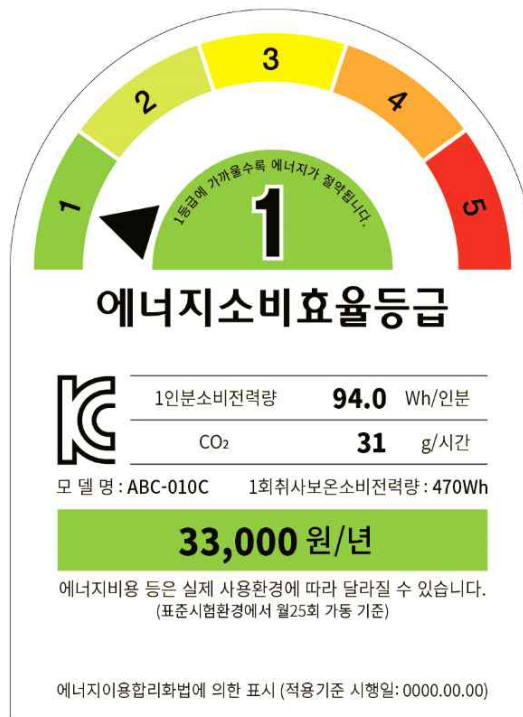 1 2 3 4 5
1등급에 가까울수록 에너지가 절약됩니다.
1
에너지소비효율등급
1인분소비전력량 94.0 Wh/인분
CO₂ 31 g/시간
모 델 명 : ABC-010C 1회취사보온소비전력량 : 470Wh
33,000 원/년
에너지비용 등은 실제 사용환경에 따라 달라질 수 있습니다.
(표준시험환경에서 월25회 가동 기준)
에너지이용합리화법에 의한 표시 (적용기준 시행일: 0000.00.00)